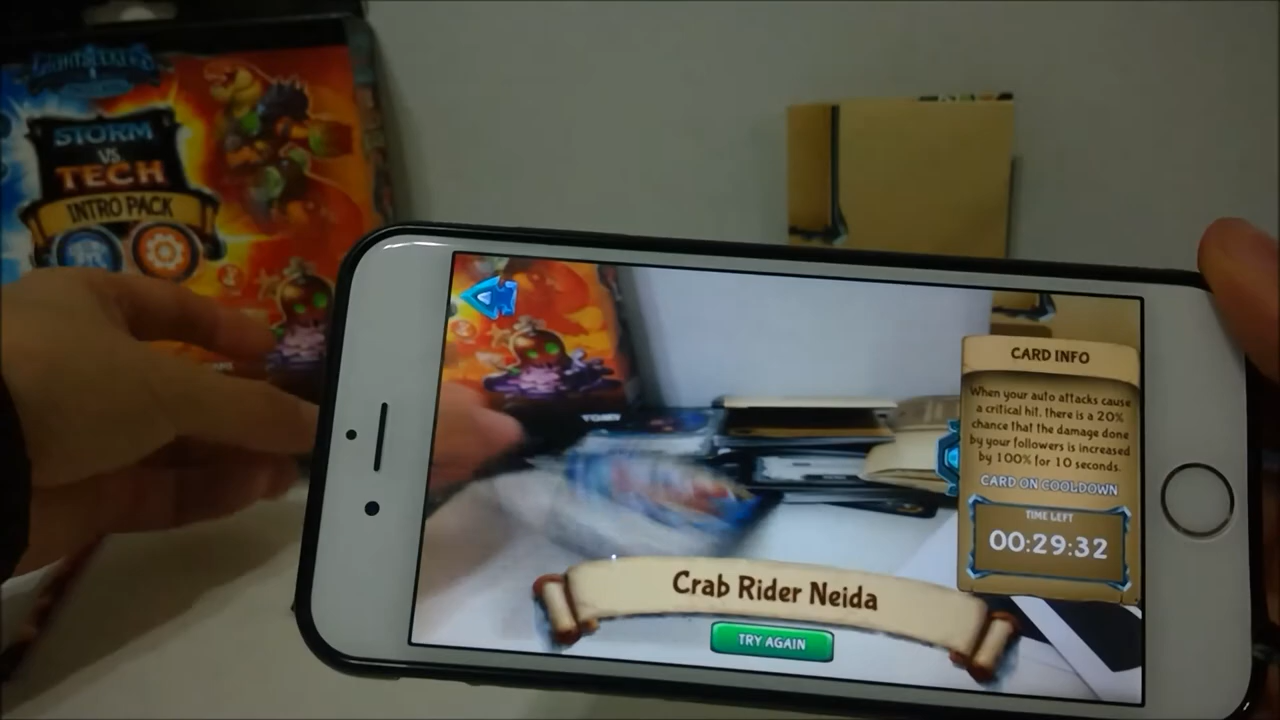 LIGHTSEEKERS
STORM
VS.
TECH
INTRO PACK
TOMY
CARD INFO
When your auto attacks cause
a critical hit, there is a 20%
chance that the damage done
by your followers is increased
by 100% for 10 seconds.
CARD ON COOLDOWN
TIME LEFT
00:29:32
Crab Rider Neida
TRY AGAIN